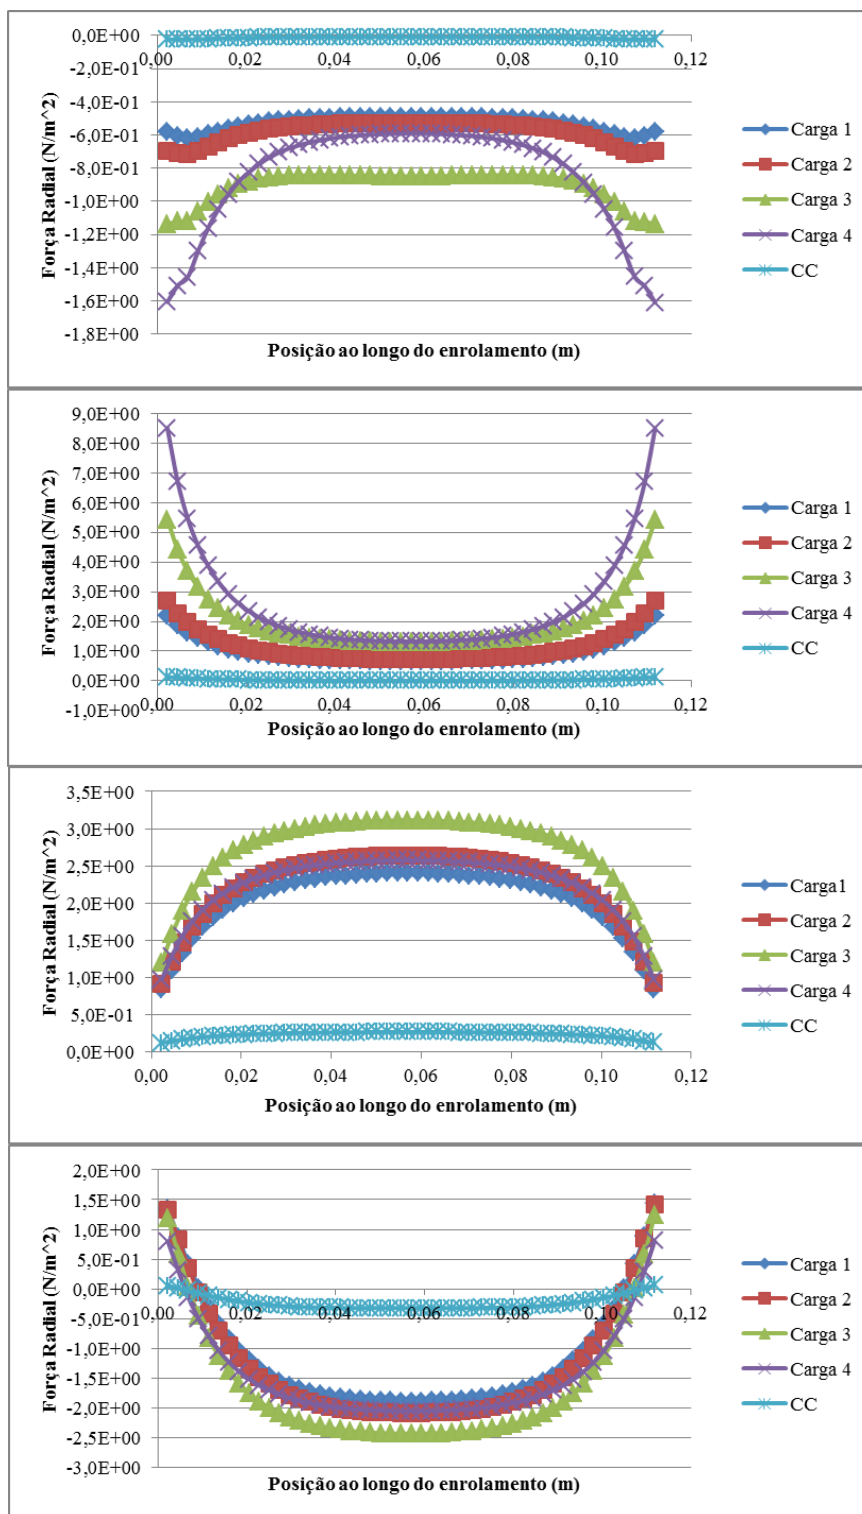 0,0E+00
-2,0E-01
-4,0E-01
-6,0E-01
-8,0E-01
-1,0E+00
-1,2E+00
-1,4E+00
-1,6E+00
-1,8E+00
0,00 0,02 0,04 0,06 0,08 0,10 0,12
Força Radial (N/m^2)
Posição ao longo do enrolamento (m)
Carga 1
Carga 2
Carga 3
Carga 4
CC
9,0E+00
8,0E+00
7,0E+00
6,0E+00
5,0E+00
4,0E+00
3,0E+00
2,0E+00
1,0E+00
0,0E+00
-1,0E+00
0,00 0,02 0,04 0,06 0,08 0,10 0,12
Força Radial (N/m^2)
Posição ao longo do enrolamento (m)
Carga 1
Carga 2
Carga 3
Carga 4
CC
3,5E+00
3,0E+00
2,5E+00
2,0E+00
1,5E+00
1,0E+00
5,0E-01
0,0E+00
0,00 0,02 0,04 0,06 0,08 0,10 0,12
Força Radial (N/m^2)
Posição ao longo do enrolamento (m)
Carga1
Carga 2
Carga 3
Carga 4
CC
2,0E+00
1,5E+00
1,0E+00
5,0E-01
0,0E+00
-5,0E-01
-1,0E+00
-1,5E+00
-2,0E+00
-2,5E+00
-3,0E+00
0,00 0,02 0,04 0,06 0,08 0,10 0,12
Força Radial (N/m^2)
Posição ao longo do enrolamento (m)
Carga 1
Carga 2
Carga 3
Carga 4
CC